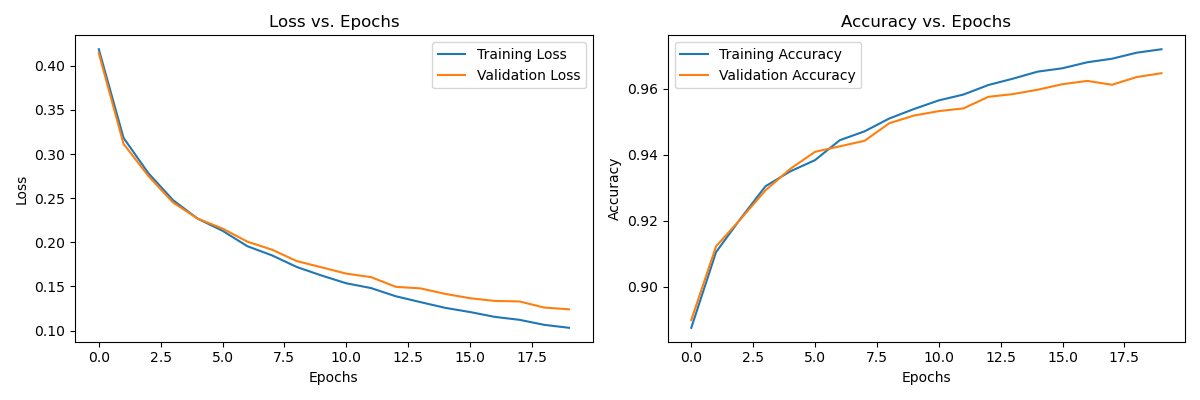 Loss vs. Epochs
Training Loss
Validation Loss
0.40
0.35
0.30
0.25
0.20
0.15
0.10
Loss
0.0 2.5 5.0 7.5 10.0 12.5 15.0 17.5
Epochs
Accuracy vs. Epochs
Training Accuracy
Validation Accuracy
0.96
0.94
0.92
0.90
Accuracy
0.0 2.5 5.0 7.5 10.0 12.5 15.0 17.5
Epochs